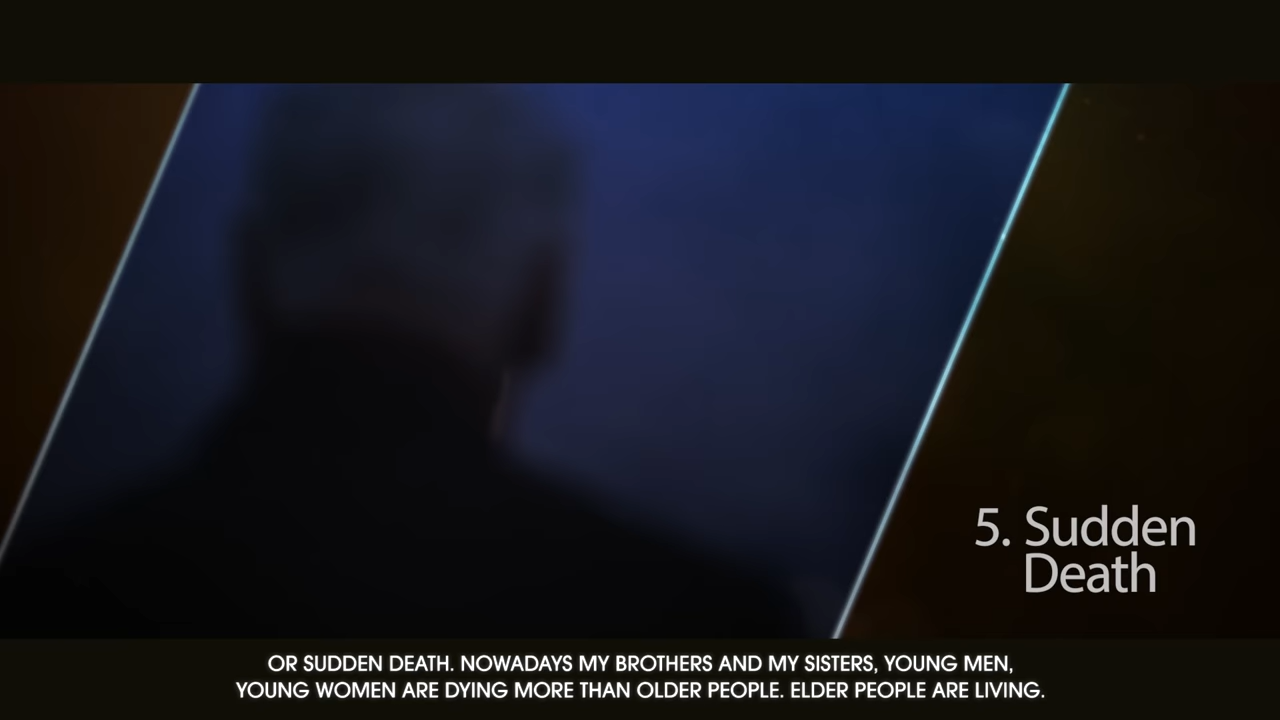 5. Sudden
Death
OR SUDDEN DEATH. NOWADAYS MY BROTHERS AND MY SISTERS, YOUNG MEN,
YOUNG WOMEN ARE DYING MORE THAN OLDER PEOPLE. ELDER PEOPLE ARE LIVING.